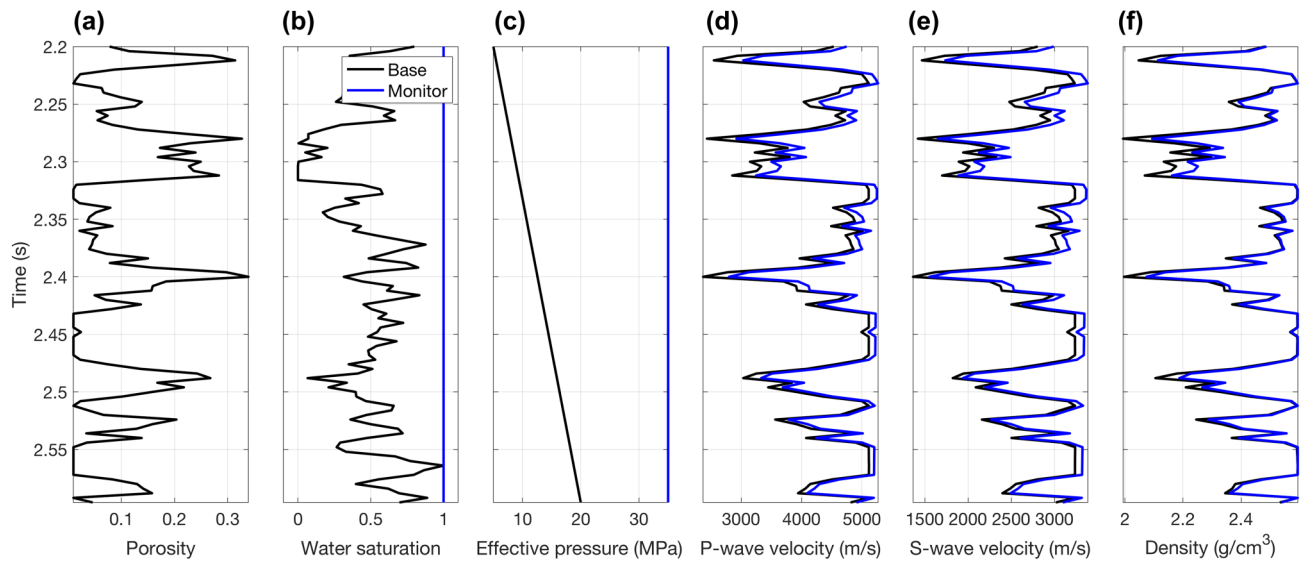 (a) (b) (c) (d) (e) (f)
2.2
2.25
2.3
2.35
2.4
2.45
2.5
2.55
Time (s)
Base
Monitor
0.1 0.2 0.3
0 0.5 1
10 20 30
3000 4000 5000
1500 2000 2500 3000
2 2.2 2.4
Porosity
Water saturation
Effective pressure (MPa)
P-wave velocity (m/s)
S-wave velocity (m/s)
Density (g/cm³)